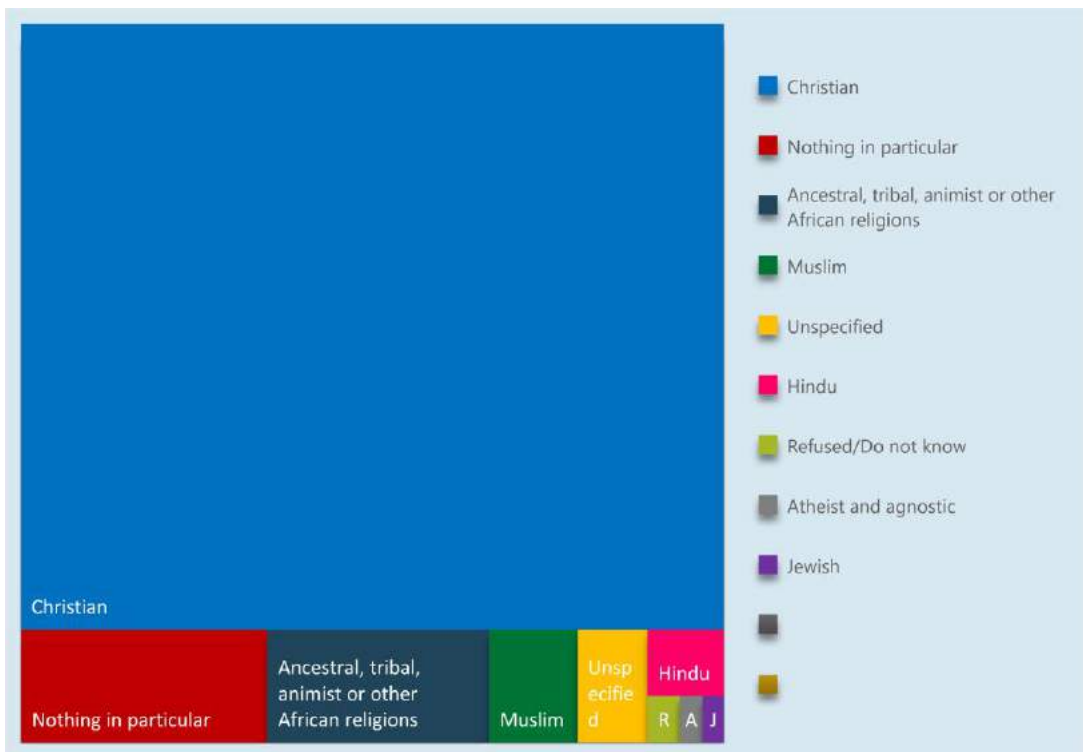 Christian
Nothing in particular
Ancestral, tribal,
animist or other
African religions
Muslim
Unsp
ecifie
d
Hindu
R
A
J
Christian
Nothing in particular
Ancestral, tribal, animist or other
African religions
Muslim
Unspecified
Hindu
Refused/Do not know
Atheist and agnostic
Jewish